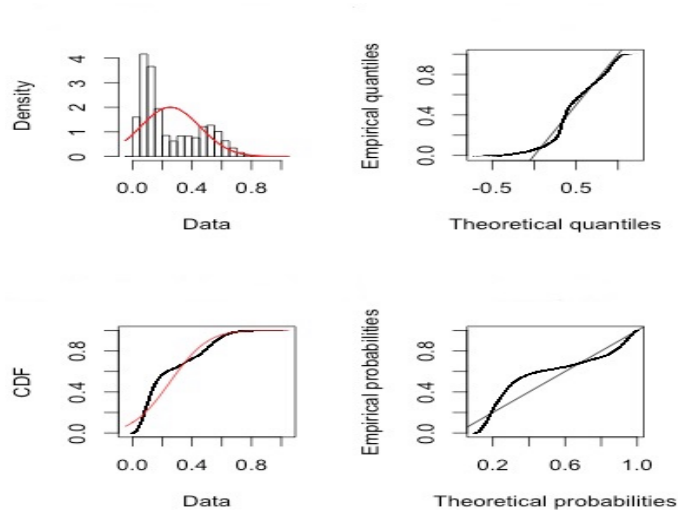 Density
0 1 2 3 4
0.0 0.4 0.8
Data
Empirical quantiles
0.0 0.4 0.8
-0.5 0.5
Theoretical quantiles
CDF
0.0 0.4 0.8
0.0 0.4 0.8
Data
Empirical probabilities
0.0 0.4 0.8
0.2 0.6 1.0
Theoretical probabilities